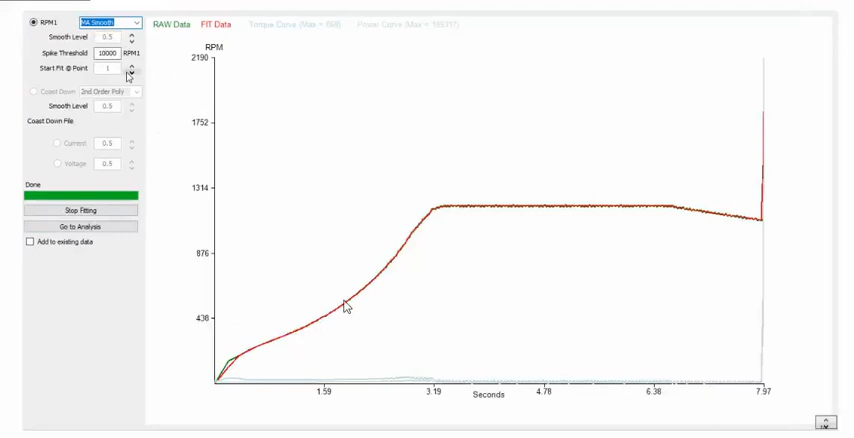 RPM1 MA Smooth
Smooth Level 0.5
Spike Threshold 10000 RPM1
Start Fit @ Point 1
Coast Down 2nd Order Poly
Smooth Level 0.5
Coast Down File
Current 0.5
Voltage 0.5
Done
Stop Fitting
Go to Analysis
Add to existing data
RAW Data FIT Data Torque Curve (Max = 698) Power Curve (Max =
RPM
2190
1752
1314
876
438
1.59 3.19 4.78 6.38 7.97
Seconds